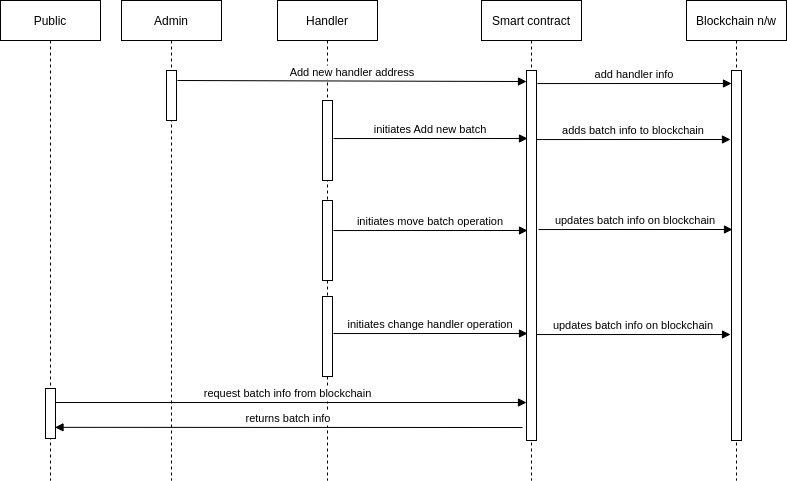 Public
Admin
Handler
Smart contract
Blockchain n/w
Add new handler address
add handler info
initiates Add new batch
adds batch info to blockchain
initiates move batch operation
updates batch info on blockchain
initiates change handler operation
updates batch info on blockchain
request batch info from blockchain
returns batch info